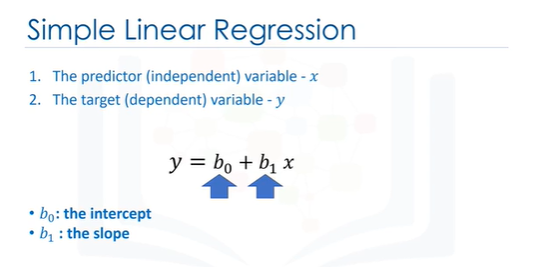 Simple Linear Regression
1. The predictor (independent) variable - x
2. The target (dependent) variable - y
y = b₀ + b₁ x
• b₀: the intercept
• b₁ : the slope